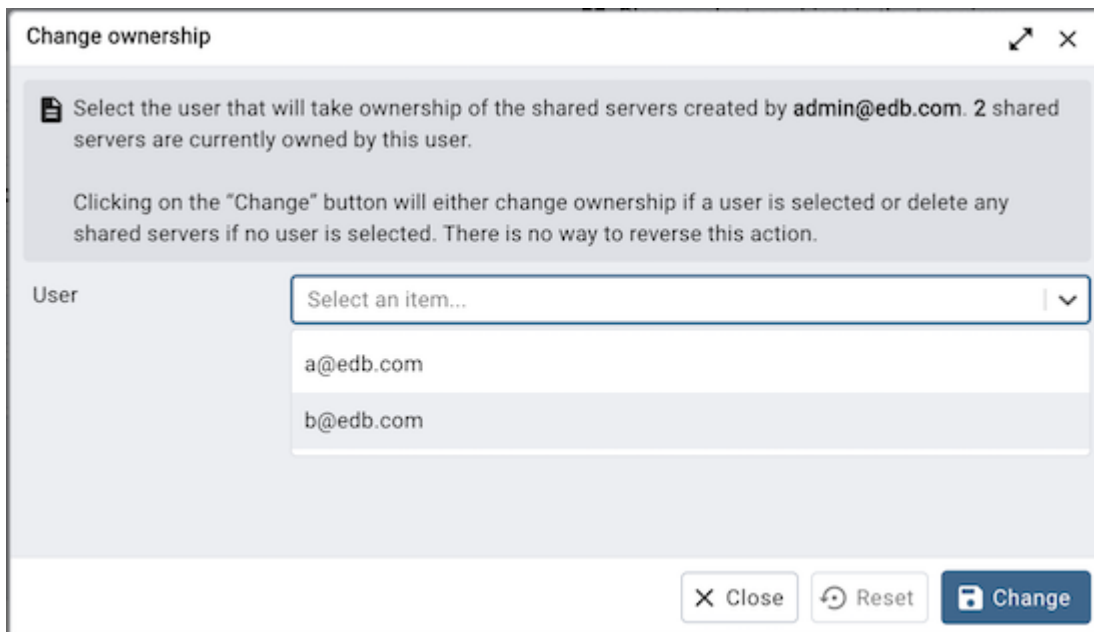 Change ownership
Select the user that will take ownership of the shared servers created by admin@edb.com. 2 shared
servers are currently owned by this user.
Clicking on the “Change” button will either change ownership if a user is selected or delete any
shared servers if no user is selected. There is no way to reverse this action.
User
Select an item...
a@edb.com
b@edb.com
Close
Reset
Change